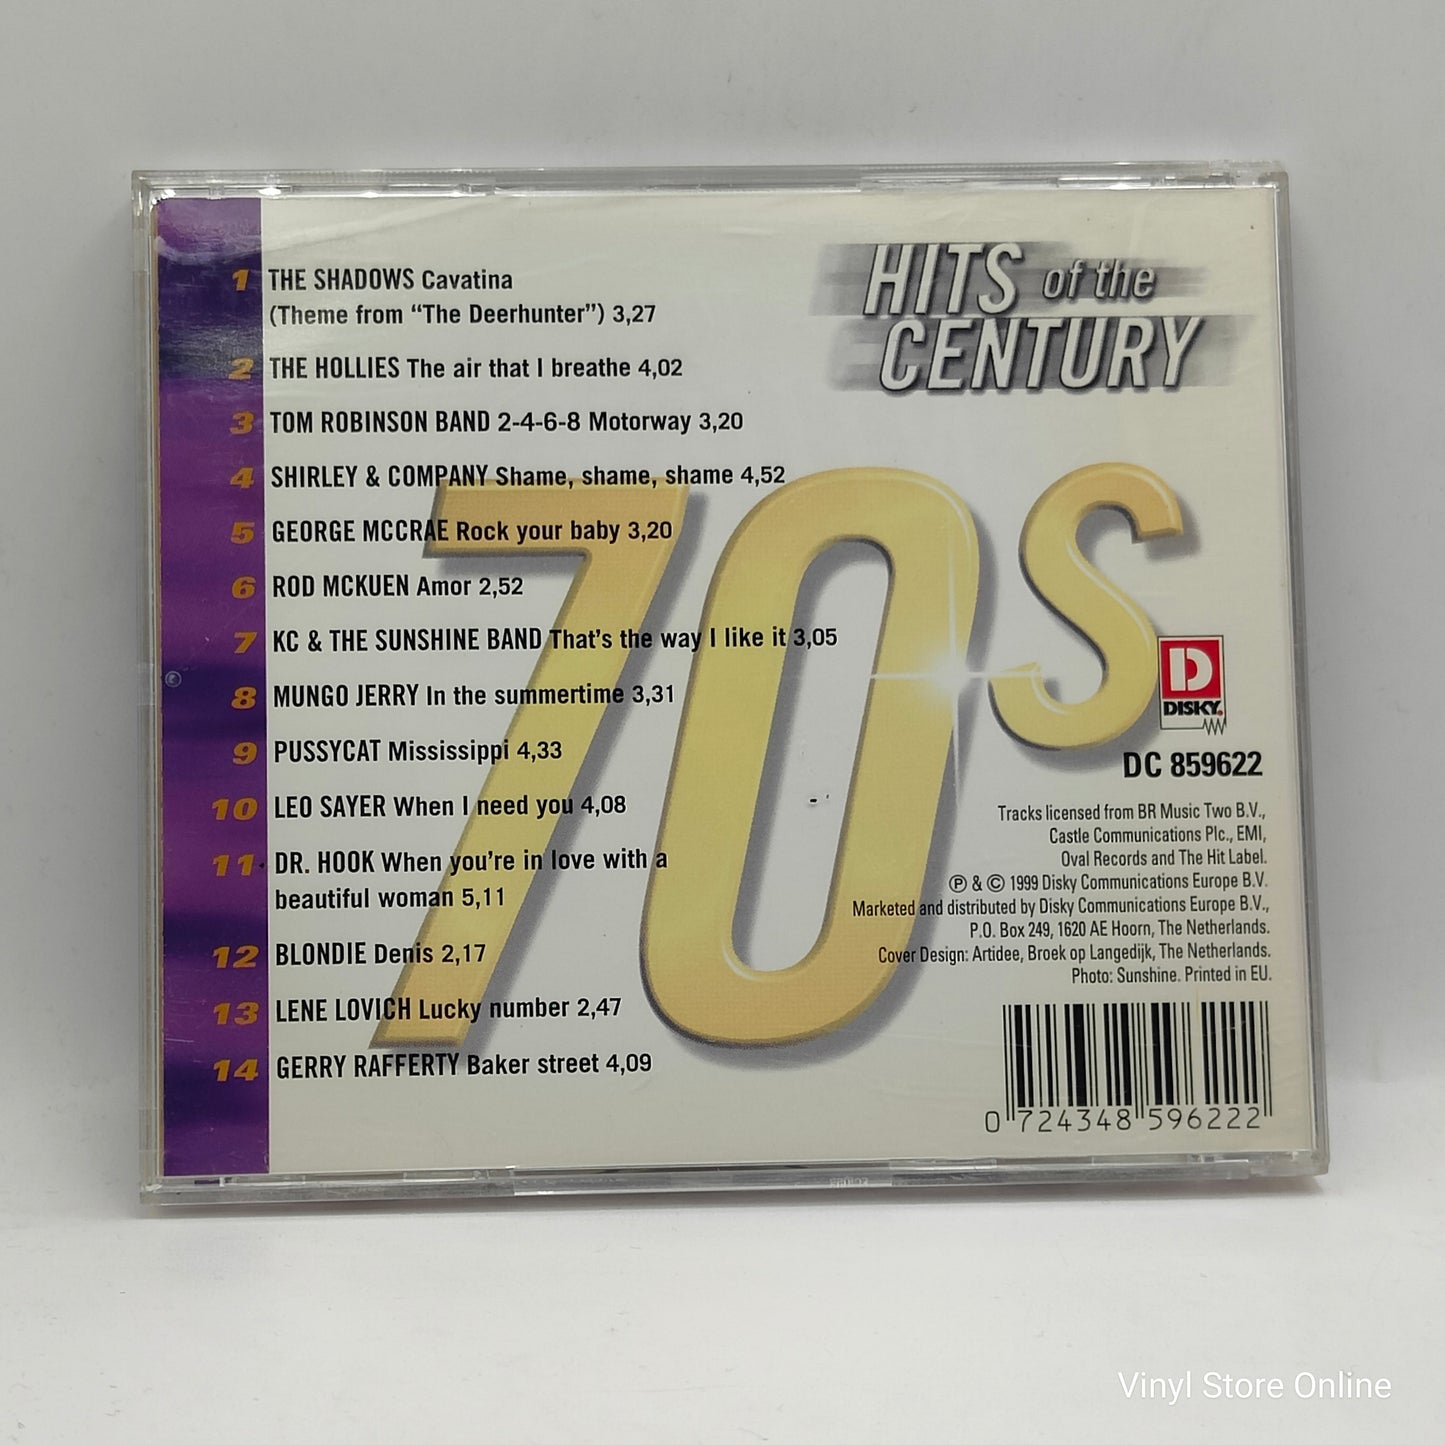 1 THE SHADOWS Cavatina
(Theme from “The Deerhunter”) 3,27
2 THE HOLLIES The air that I breathe 4,02
3 TOM ROBINSON BAND 2-4-6-8 Motorway 3,20
4 SHIRLEY & COMPANY Shame, shame, shame 4,52
5 GEORGE MCCRAE Rock your baby 3,20
6 ROD MCKUEN Amor 2,52
7 KC & THE SUNSHINE BAND That's the way I like it 3,05
8 MUNGO JERRY In the summertime 3,31
9 PUSSYCAT Mississippi 4,33
10 LEO SAYER When I need you 4,08
11 DR. HOOK When you're in love with a
beautiful woman 5,11
12 BLONDIE Denis 2,17
13 LENE LOVICH Lucky number 2,47
14 GERRY RAFFERTY Baker street 4,09
HITS of the
CENTURY
70s
D
DISKY.
DC 859622
Tracks licensed from BR Music Two B.V.,
Castle Communications Plc., EMI,
Oval Records and The Hit Label.
℗ & © 1999 Disky Communications Europe B.V.
Marketed and distributed by Disky Communications Europe B.V.,
P.O. Box 249, 1620 AE Hoorn, The Netherlands.
Cover Design: Artidee, Broek op Langedijk, The Netherlands.
Photo: Sunshine. Printed in EU.
0 724348 596222
Vinyl Store Online